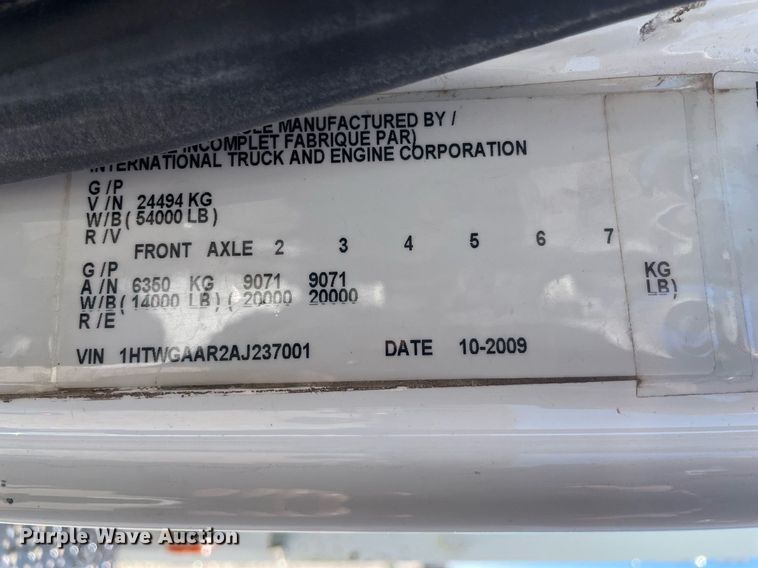 MANUFACTURED BY /
INCOMPLET FABRIQUE PAR)
INTERNATIONAL TRUCK AND ENGINE CORPORATION
G / P
V / N 24494 KG
W/B ( 54000 LB )
R / V
FRONT AXLE 2 3 4 5 6 7
G / P
A / N 6350 KG 9071 9071 KG
W/B( 14000 LB) ( 20000 20000 LB)
R / E
VIN 1HTWGAAR2AJ237001 DATE 10-2009
Purple Wave Auction